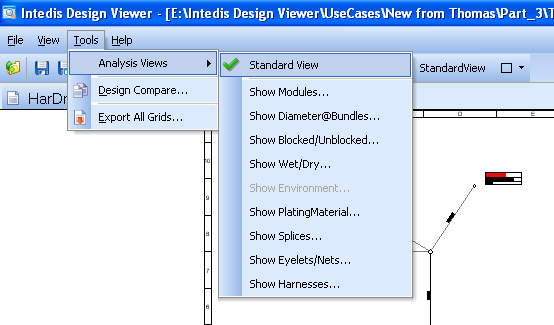 Intedis Design Viewer - [E:\Intedis Design Viewer\UseCases\New from Thomas\Part_3\T
File View Tools Help
Analysis Views
Design Compare...
Export All Grids...
Standard View
Show Modules...
Show Diameter@Bundles...
Show Blocked/Unblocked...
Show Wet/Dry...
Show Environment...
Show PlatingMaterial...
Show Splices...
Show Eyelets/Nets...
Show Harnesses...
StandardView
HarDr
D E
10
9
8
7
6